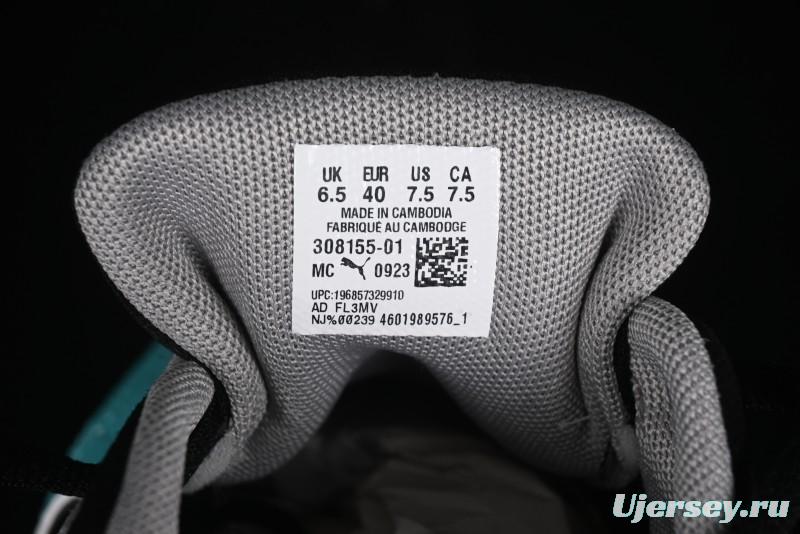 UK EUR US CA
6.5 40 7.5 7.5
MADE IN CAMBODIA
FABRIQUÉ AU CAMBODGE
308155-01
MC 0923
UPC:196857329910
AD FL3MV
NJ%00239 4601989576_1
Ujersey.ru